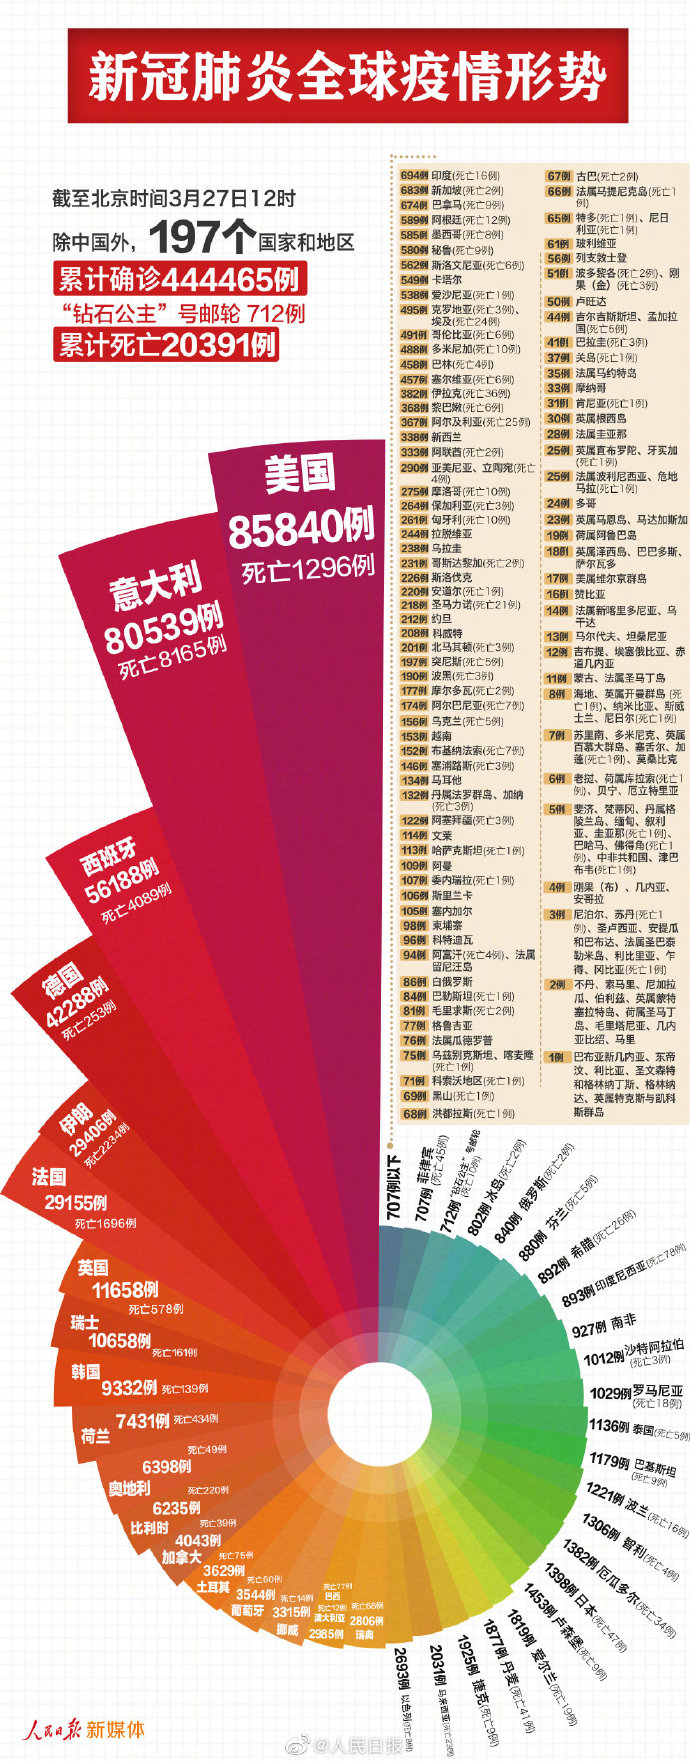 新冠肺炎全球疫情形势
截至北京时间3月27日12时
除中国外，197个国家和地区
累计确诊444465例
“钻石公主”号邮轮 712例
累计死亡20391例
美国
85840例
死亡1296例
意大利
80539例
死亡8165例
西班牙
56188例
死亡4089例
德国
42288例
死亡253例
伊朗
29406例
死亡2234例
法国
29155例
死亡1696例
英国
11658例
死亡578例
瑞士
10658例
死亡161例
韩国
9332例 死亡139例
荷兰
7431例 死亡434例
奥地利
6398例
死亡49例
比利时
6235例
死亡220例
加拿大
4043例
死亡39例
土耳其
3629例
死亡75例
葡萄牙
3544例
死亡60例
挪威
3315例
死亡14例
澳大利亚
2985例
死亡12例
巴西
死亡77例
瑞典
2806例
死亡66例
2693例 以色列(死亡8例)
2031例 马来西亚(死亡23例)
1925例 捷克(死亡9例)
1877例 丹麦(死亡41例)
1819例 爱尔兰(死亡19例)
1453例 卢森堡(死亡9例)
1398例 日本(死亡47例)
1382例 厄瓜多尔(死亡34例)
1306例 智利(死亡4例)
1221例 波兰(死亡16例)
1179例 巴基斯坦
(死亡9例)
1136例 泰国(死亡5例)
1029例 罗马尼亚
(死亡18例)
1012例 沙特阿拉伯
(死亡3例)
927例 南非
893例 印度尼西亚(死亡78例)
892例 希腊(死亡26例)
880例 芬兰(死亡5例)
840例 俄罗斯(死亡2例)
802例 冰岛(死亡2例)
712例 “钻石公主”号邮轮
(死亡10例)
707例 菲律宾
(死亡45例)
707例以下
694例 印度(死亡16例)
683例 新加坡(死亡2例)
674例 巴拿马(死亡9例)
589例 阿根廷(死亡12例)
585例 墨西哥(死亡8例)
580例 秘鲁(死亡9例)
562例 斯洛文尼亚(死亡6例)
549例 卡塔尔
538例 爱沙尼亚(死亡1例)
495例 克罗地亚(死亡3例)、
埃及(死亡24例)
491例 哥伦比亚(死亡6例)
488例 多米尼加(死亡10例)
458例 巴林(死亡4例)
457例 塞尔维亚(死亡6例)
382例 伊拉克(死亡36例)
368例 黎巴嫩(死亡6例)
367例 阿尔及利亚(死亡25例)
338例 新西兰
333例 阿联酋(死亡2例)
290例 亚美尼亚、立陶宛(死亡
4例)
275例 摩洛哥(死亡10例)
264例 保加利亚(死亡3例)
261例 匈牙利(死亡10例)
244例 拉脱维亚
238例 乌拉圭
231例 哥斯达黎加(死亡2例)
226例 斯洛伐克
220例 安道尔(死亡1例)
218例 圣马力诺(死亡21例)
212例 约旦
208例 科威特
201例 北马其顿(死亡3例)
197例 突尼斯(死亡5例)
190例 波黑(死亡3例)
177例 摩尔多瓦(死亡2例)
174例 阿尔巴尼亚(死亡7例)
156例 乌克兰(死亡5例)
153例 越南
152例 布基纳法索(死亡7例)
146例 塞浦路斯(死亡3例)
134例 马耳他
132例 丹属法罗群岛、加纳
(死亡3例)
122例 阿塞拜疆(死亡3例)
114例 文莱
113例 哈萨克斯坦(死亡1例)
109例 阿曼
107例 委内瑞拉(死亡1例)
106例 斯里兰卡
105例 塞内加尔
98例 柬埔寨
96例 科特迪瓦
94例 阿富汗(死亡4例)、法属
留尼汪岛
86例 白俄罗斯
84例 巴勒斯坦(死亡1例)
81例 毛里求斯(死亡2例)
77例 格鲁吉亚
76例 法属瓜德罗普
75例 乌兹别克斯坦、喀麦隆
(死亡1例)
71例 科索沃地区(死亡1例)
69例 黑山(死亡1例)
68例 洪都拉斯(死亡1例)
67例 古巴(死亡2例)
66例 法属马提尼克岛(死亡1
例)
65例 特多(死亡1例)、尼日
利亚(死亡1例)
61例 玻利维亚
56例 列支敦士登
51例 波多黎各(死亡2例)、刚
果（金）(死亡3例)
50例 卢旺达
44例 吉尔吉斯斯坦、孟加拉
国(死亡5例)
41例 巴拉圭(死亡3例)
37例 关岛(死亡1例)
35例 法属马约特岛
33例 摩纳哥
31例 肯尼亚(死亡1例)
30例 英属根西岛
28例 法属圭亚那
25例 英属直布罗陀、牙买加
(死亡1例)
25例 法属波利尼西亚、危地
马拉(死亡1例)
24例 多哥
23例 英属马恩岛、马达加斯加
19例 荷属阿鲁巴岛
18例 英属泽西岛、巴巴多斯、
萨尔瓦多
17例 美属维尔京群岛
16例 赞比亚
14例 法属新喀里多尼亚、乌
干达
13例 马尔代夫、坦桑尼亚
12例 吉布提、埃塞俄比亚、赤
道几内亚
11例 蒙古、法属圣马丁岛
8例 海地、英属开曼群岛（死
亡1例)、纳米比亚、斯威
士兰、尼日尔(死亡1例)
7例 苏里南、多米尼克、英属
百慕大群岛、塞舌尔、加
蓬(死亡1例)、莫桑比克
6例 老挝、荷属库拉索(死亡1
例)、贝宁、厄立特里亚
5例 斐济、梵蒂冈、丹属格
陵兰岛、缅甸、叙利
亚、圭亚那(死亡1例)、
巴哈马、佛得角(死亡1
例)、中非共和国、津巴
布韦(死亡1例)
4例 刚果（布）、几内亚、
安哥拉
3例 尼泊尔、苏丹(死亡1
例)、圣卢西亚、安提瓜
和巴布达、法属圣巴泰
勒米岛、利比里亚、乍
得、冈比亚(死亡1例)
2例 不丹、索马里、尼加拉
瓜、伯利兹、英属蒙特
塞拉特岛、荷属圣马丁
岛、毛里塔尼亚、几内
亚比绍、马里
1例 巴布亚新几内亚、东帝
汶、利比亚、圣文森特
和格林纳丁斯、格林纳
达、英属特克斯与凯科
斯群岛
人民日报 新媒体
@人民日报